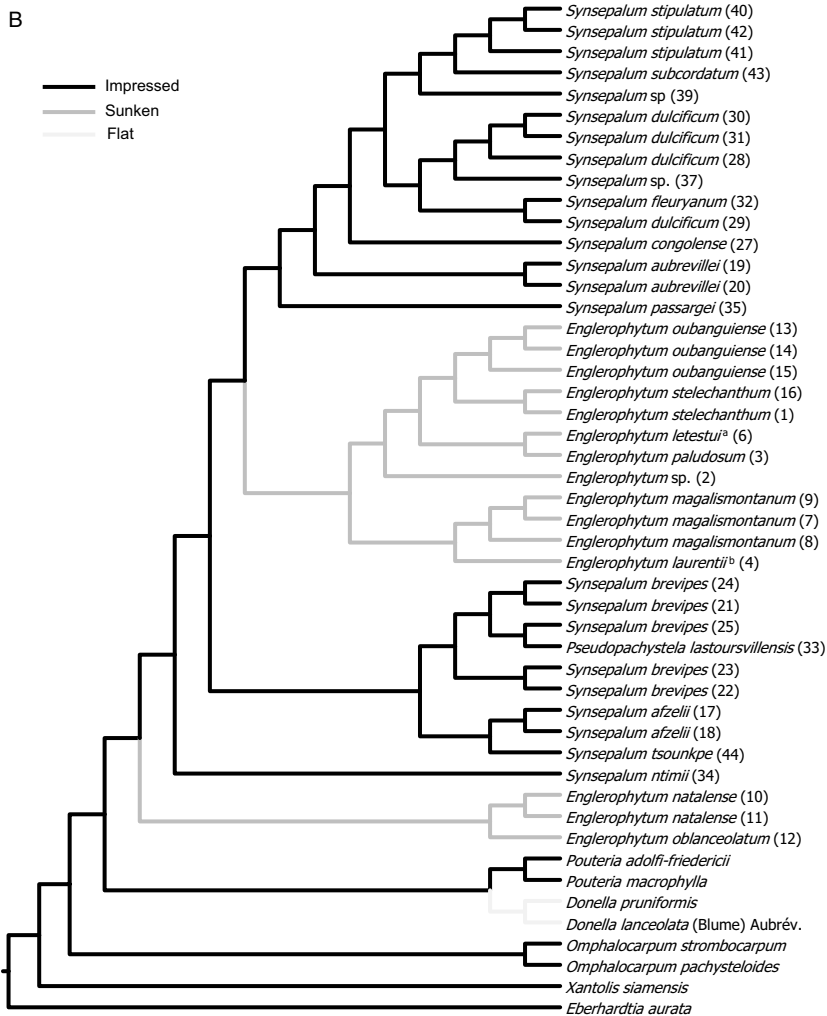 B
Impressed
Sunken
Flat
Synsepalum stipulatum (40)
Synsepalum stipulatum (42)
Synsepalum stipulatum (41)
Synsepalum subcordatum (43)
Synsepalum sp (39)
Synsepalum dulcificum (30)
Synsepalum dulcificum (31)
Synsepalum dulcificum (28)
Synsepalum sp. (37)
Synsepalum fleuryanum (32)
Synsepalum dulcificum (29)
Synsepalum congolense (27)
Synsepalum aubrevillei (19)
Synsepalum aubrevillei (20)
Synsepalum passargei (35)
Englerophytum oubanguiense (13)
Englerophytum oubanguiense (14)
Englerophytum oubanguiense (15)
Englerophytum stelechanthum (16)
Englerophytum stelechanthum (1)
Englerophytum letestuiᵃ (6)
Englerophytum paludosum (3)
Englerophytum sp. (2)
Englerophytum magalismontanum (9)
Englerophytum magalismontanum (7)
Englerophytum magalismontanum (8)
Englerophytum laurentiiᵇ (4)
Synsepalum brevipes (24)
Synsepalum brevipes (21)
Synsepalum brevipes (25)
Pseudopachystela lastoursvillensis (33)
Synsepalum brevipes (23)
Synsepalum brevipes (22)
Synsepalum afzelii (17)
Synsepalum afzelii (18)
Synsepalum tsounkpe (44)
Synsepalum ntimii (34)
Englerophytum natalense (10)
Englerophytum natalense (11)
Englerophytum oblanceolatum (12)
Pouteria adolfi-friedericii
Pouteria macrophylla
Donella pruniformis
Donella lanceolata (Blume) Aubrév.
Omphalocarpum strombocarpum
Omphalocarpum pachysteloides
Xantolis siamensis
Eberhardtia aurata